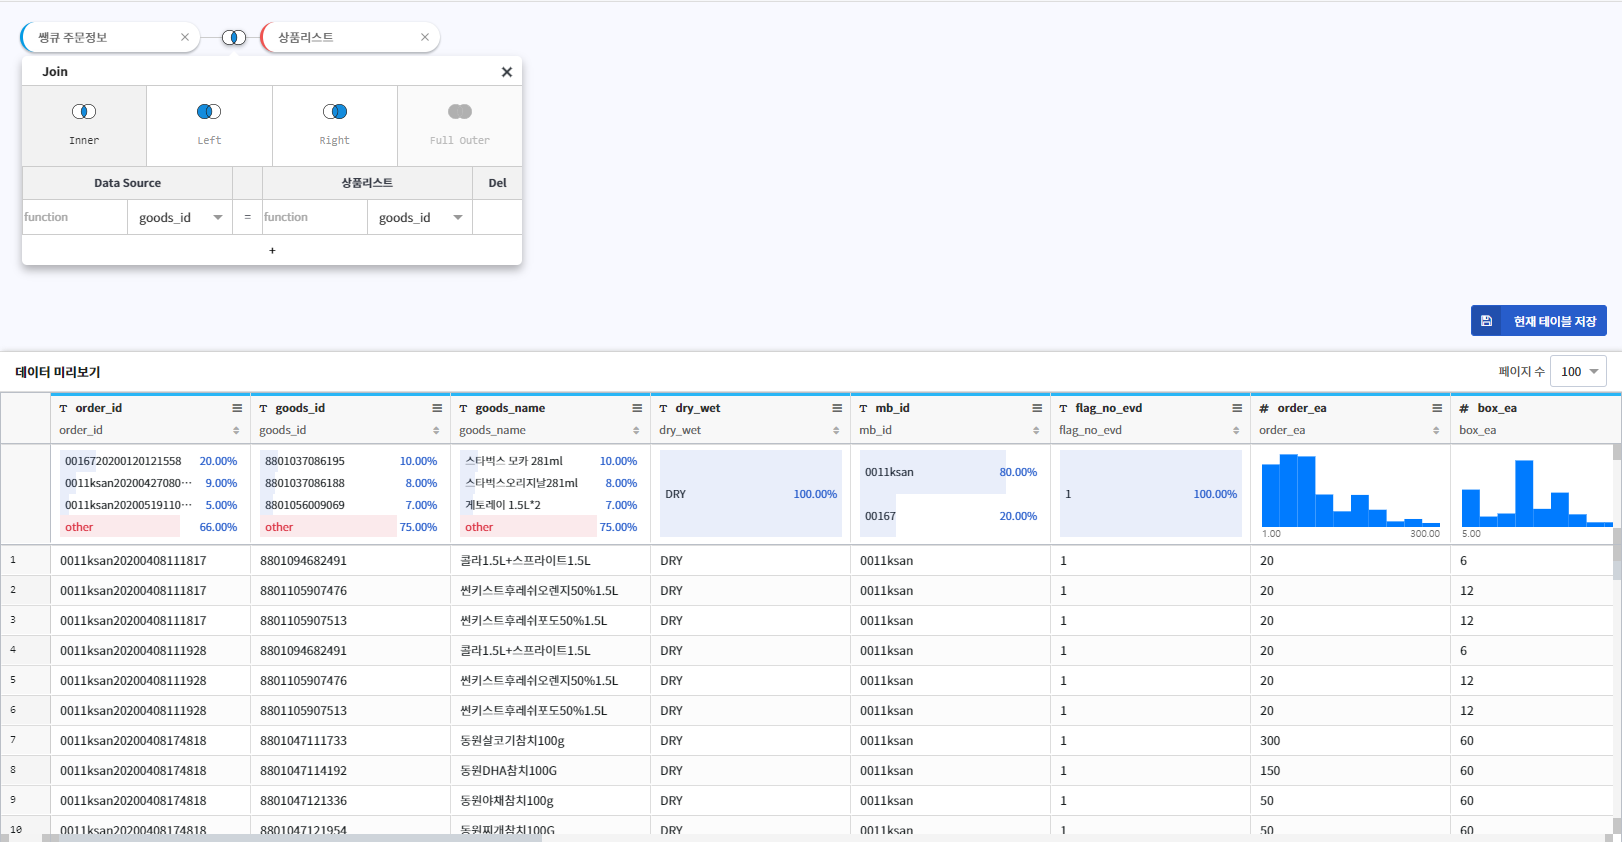 쌩큐 주문정보
상품리스트
Join
Inner Left Right Full Outer
Data Source 상품리스트 Del
function goods_id = function goods_id
+
현재 테이블 저장
데이터 미리보기 페이지 수 100
T order_id T goods_id T goods_name T dry_wet T mb_id T flag_no_evd # order_ea # box_ea
order_id goods_id goods_name dry_wet mb_id flag_no_evd order_ea box_ea
0016720200120121558 20.00% 8801037086195 10.00% 스타벅스 모카 281ml 10.00%
0011ksan20200427080··· 9.00% 8801037086188 8.00% 스타벅스오리지날281ml 8.00%
0011ksan20200519110··· 5.00% 8801056009069 7.00% 게토레이 1.5L*2 7.00%
other 66.00% other 75.00% other 75.00%
DRY 100.00%
0011ksan 80.00%
00167 20.00%
1 100.00%
1.00 300.00
5.00
1 0011ksan20200408111817 8801094682491 콜라1.5L+스프라이트1.5L DRY 0011ksan 1 20 6
2 0011ksan20200408111817 8801105907476 썬키스트후레쉬오렌지50%1.5L DRY 0011ksan 1 20 12
3 0011ksan20200408111817 8801105907513 썬키스트후레쉬포도50%1.5L DRY 0011ksan 1 20 12
4 0011ksan20200408111928 8801094682491 콜라1.5L+스프라이트1.5L DRY 0011ksan 1 20 6
5 0011ksan20200408111928 8801105907476 썬키스트후레쉬오렌지50%1.5L DRY 0011ksan 1 20 12
6 0011ksan20200408111928 8801105907513 썬키스트후레쉬포도50%1.5L DRY 0011ksan 1 20 12
7 0011ksan20200408174818 8801047111733 동원살코기참치100g DRY 0011ksan 1 300 60
8 0011ksan20200408174818 8801047114192 동원DHA참치100G DRY 0011ksan 1 150 60
9 0011ksan20200408174818 8801047121336 동원야채참치100g DRY 0011ksan 1 50 60
10 0011ksan20200408174818 8801047121954 동원찌개참치100G DRY 0011ksan 1 50 60